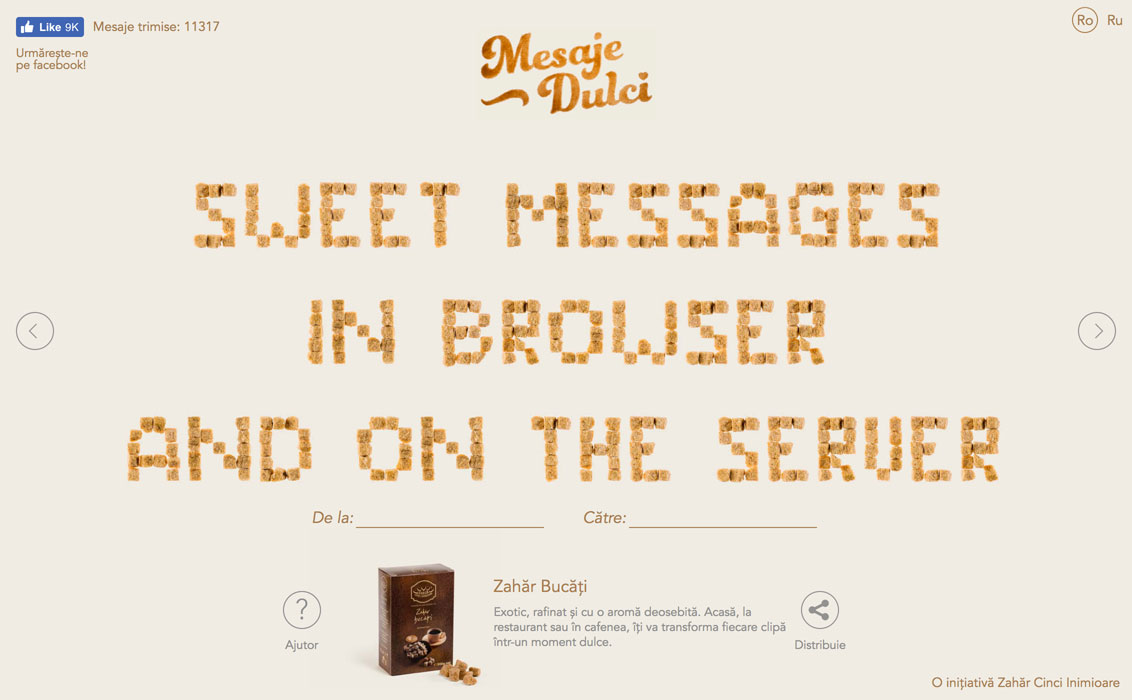 Like 9K Mesaje trimise: 11317
Urmărește-ne
pe facebook!
Ro Ru
Mesaje
Dulci
SWEET MESSAGES
IN BROWSER
AND ON THE SERVER
De la: Către:
Zahăr
bucăți
Zahăr Bucăți
Exotic, rafinat și cu o aromă deosebită. Acasă, la
restaurant sau în cafenea, îți va transforma fiecare clipă
într-un moment dulce.
?
Ajutor
Distribuie
O inițiativă Zahăr Cinci Inimioare